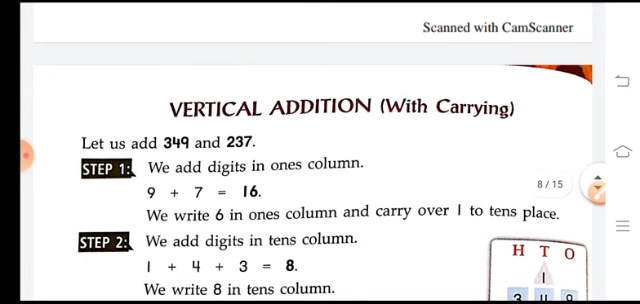 Scanned with CamScanner
VERTICAL ADDITION (With Carrying)
Let us add 349 and 237.
STEP 1: We add digits in ones column.
9 + 7 = 16.
8 / 15
We write 6 in ones column and carry over 1 to tens place.
STEP 2: We add digits in tens column.
H T O
1 + 4 + 3 = 8.
1
3 4 9
We write 8 in tens column.